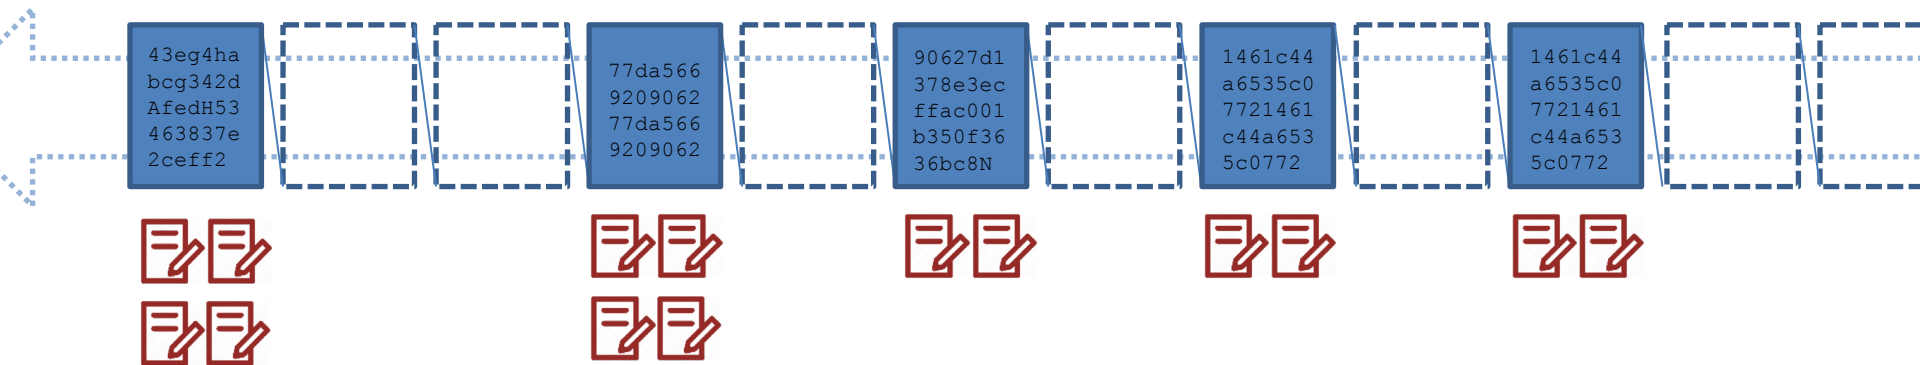 43eg4ha
bcg342d
AfedH53
463837e
2ceff2
77da566
9209062
77da566
9209062
90627d1
378e3ec
ffac001
b350f36
36bc8N
1461c44
a6535c0
7721461
c44a653
5c0772
1461c44
a6535c0
7721461
c44a653
5c0772